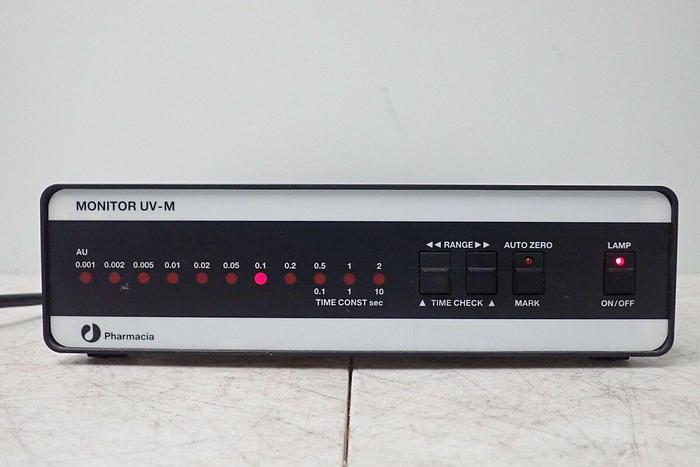 MONITOR UV-M
AU
0.001 0.002 0.005 0.01 0.02 0.05 0.1 0.2 0.5 1 2
0.1 1 10
TIME CONST sec
◄◄ RANGE ►►
▲ TIME CHECK ▲
AUTO ZERO
MARK
LAMP
ON/OFF
Pharmacia